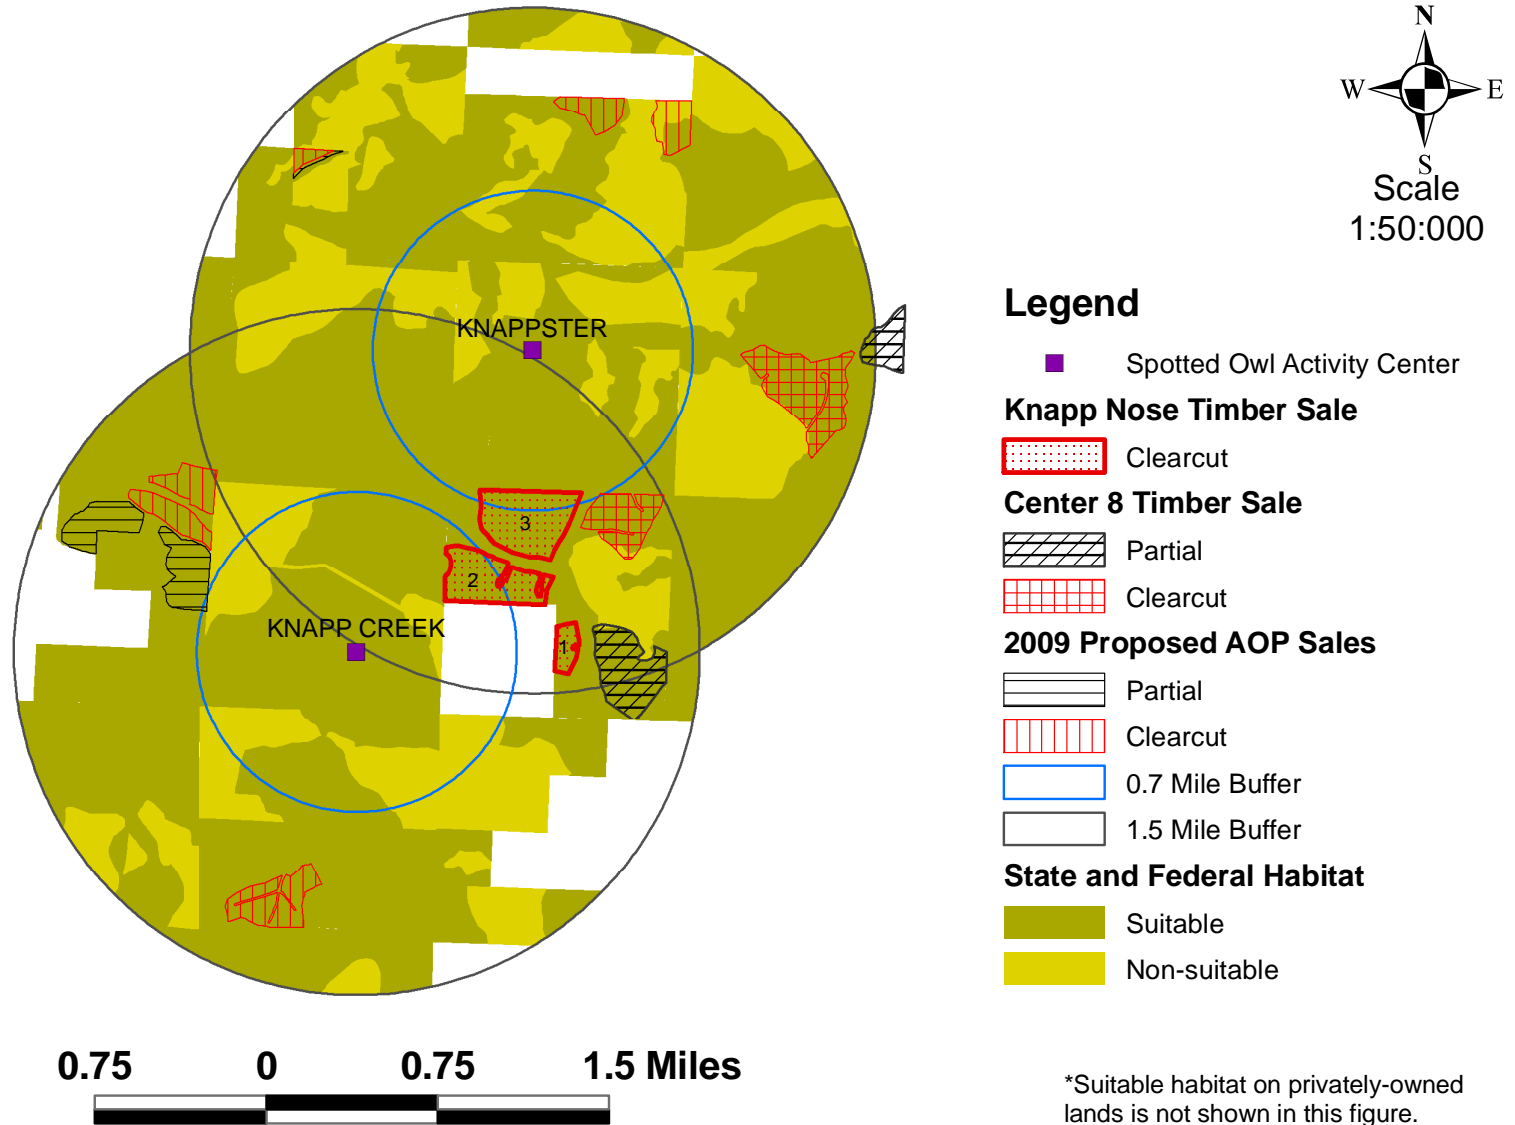 N
W
E
S
Scale
1:50:000
KNAPPSTER
3
2
1
KNAPP CREEK
Legend
Spotted Owl Activity Center
Knapp Nose Timber Sale
Clearcut
Center 8 Timber Sale
Partial
Clearcut
2009 Proposed AOP Sales
Partial
Clearcut
0.7 Mile Buffer
1.5 Mile Buffer
State and Federal Habitat
Suitable
Non-suitable
0.75 0 0.75 1.5 Miles
*Suitable habitat on privately-owned
lands is not shown in this figure.